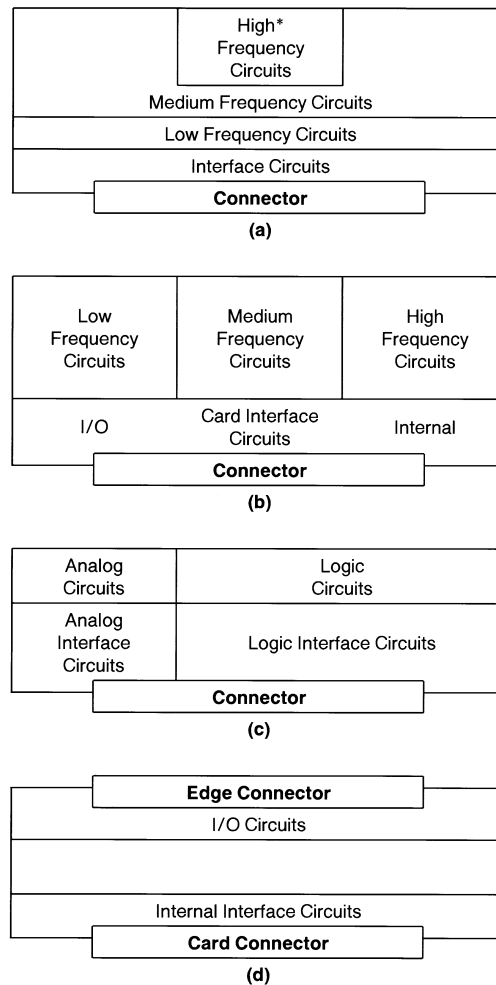 High*
Frequency
Circuits
Medium Frequency Circuits
Low Frequency Circuits
Interface Circuits
Connector
(a)
Low
Frequency
Circuits
Medium
Frequency
Circuits
High
Frequency
Circuits
I/O
Card Interface
Circuits
Internal
Connector
(b)
Analog
Circuits
Logic
Circuits
Analog
Interface
Circuits
Logic Interface Circuits
Connector
(c)
Edge Connector
I/O Circuits
Internal Interface Circuits
Card Connector
(d)